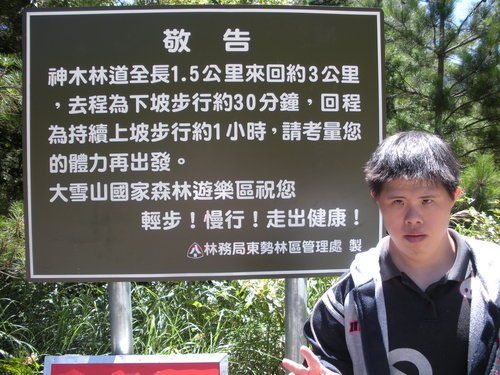 敬告
神木林道全長1.5公里來回約3公里
，去程為下坡步行約30分鐘，回程
為持續上坡步行約1小時，請考量您
的體力再出發。
大雪山國家森林遊樂區祝您
輕步！慢行！走出健康！
林務局東勢林區管理處 製